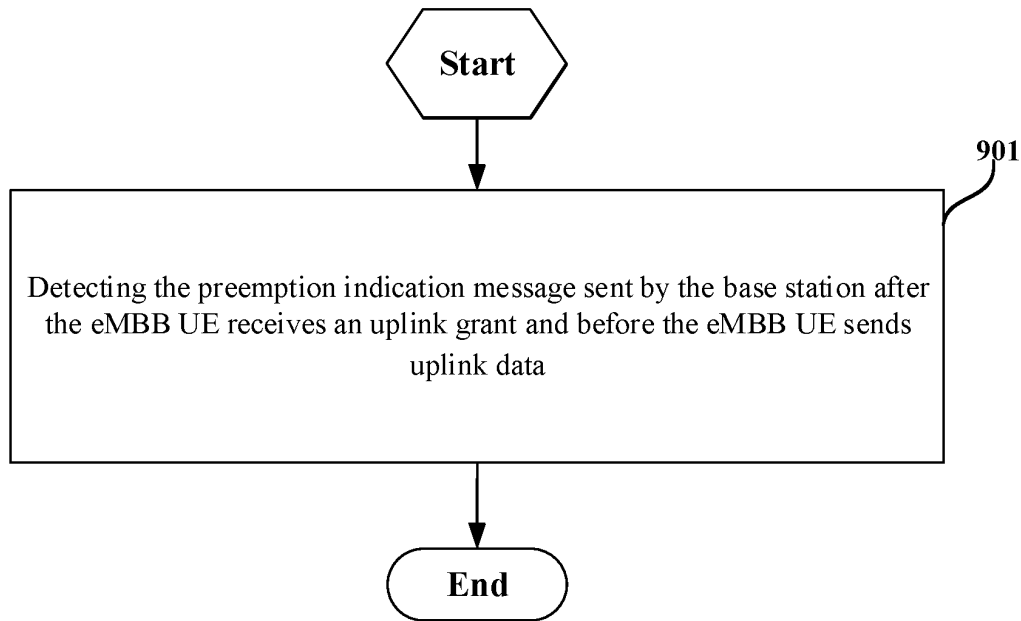 Start
901
Detecting the preemption indication message sent by the base station after
the eMBB UE receives an uplink grant and before the eMBB UE sends
uplink data
End